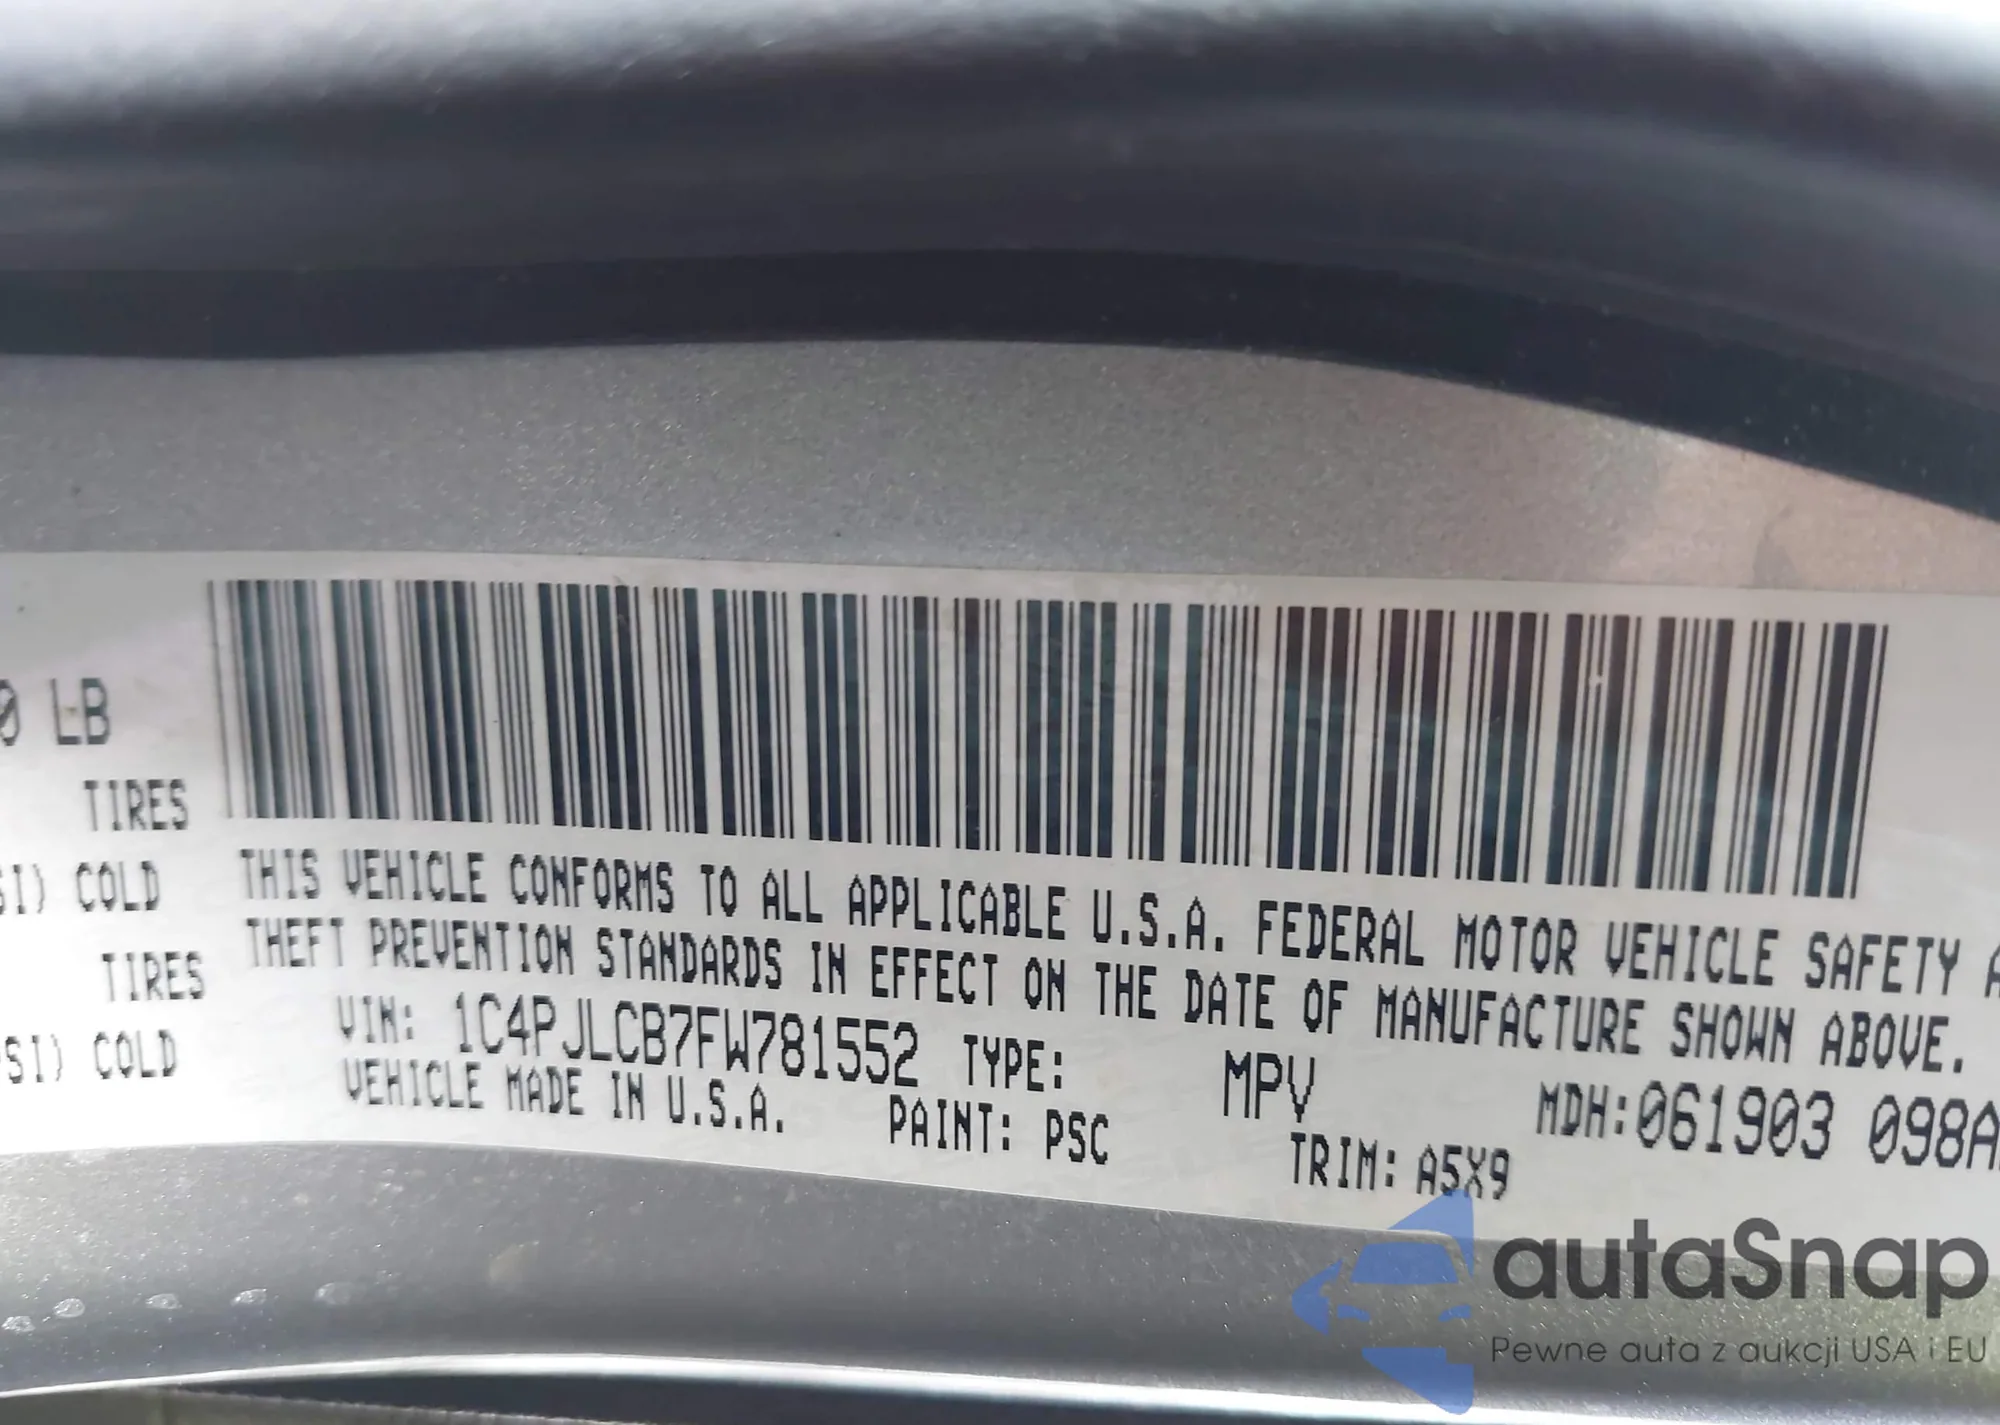 0 LB
TIRES
SI) COLD
TIRES
SI) COLD
THIS VEHICLE CONFORMS TO ALL APPLICABLE U.S.A. FEDERAL MOTOR VEHICLE SAFETY A
THEFT PREVENTION STANDARDS IN EFFECT ON THE DATE OF MANUFACTURE SHOWN ABOVE.
VIN: 1C4PJLCB7FW781552 TYPE: MPV MDH:061903 098A
VEHICLE MADE IN U.S.A. PAINT: PSC TRIM: A5X9
autaSnap
Pewne auta z aukcji USA i EU